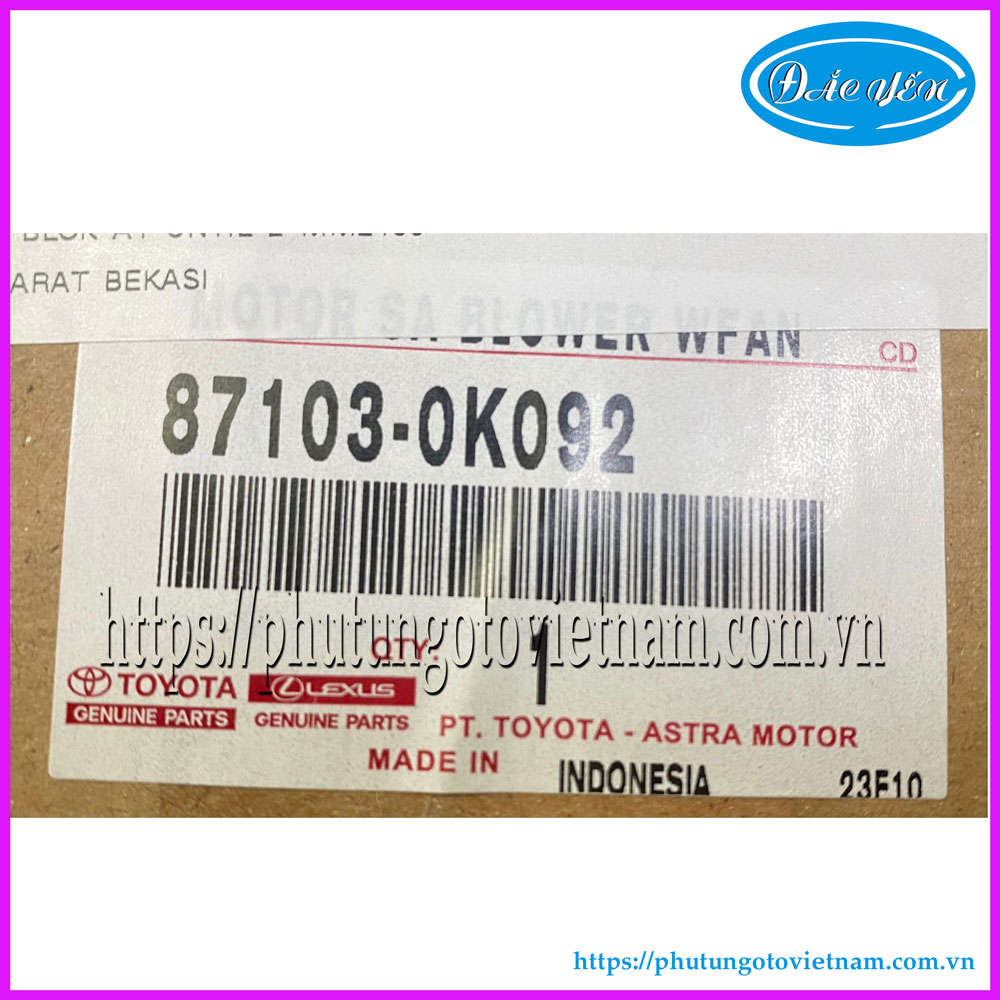 ĐẮC YẾN
ARAT BEKASI
MOTOR SA BLOWER WFAN
CD
87103-0K092
https://phutungotovietnam.com.vn
QTY. 1
TOYOTA LEXUS
GENUINE PARTS GENUINE PARTS
PT. TOYOTA - ASTRA MOTOR
MADE IN INDONESIA 23F10
https://phutungotovietnam.com.vn